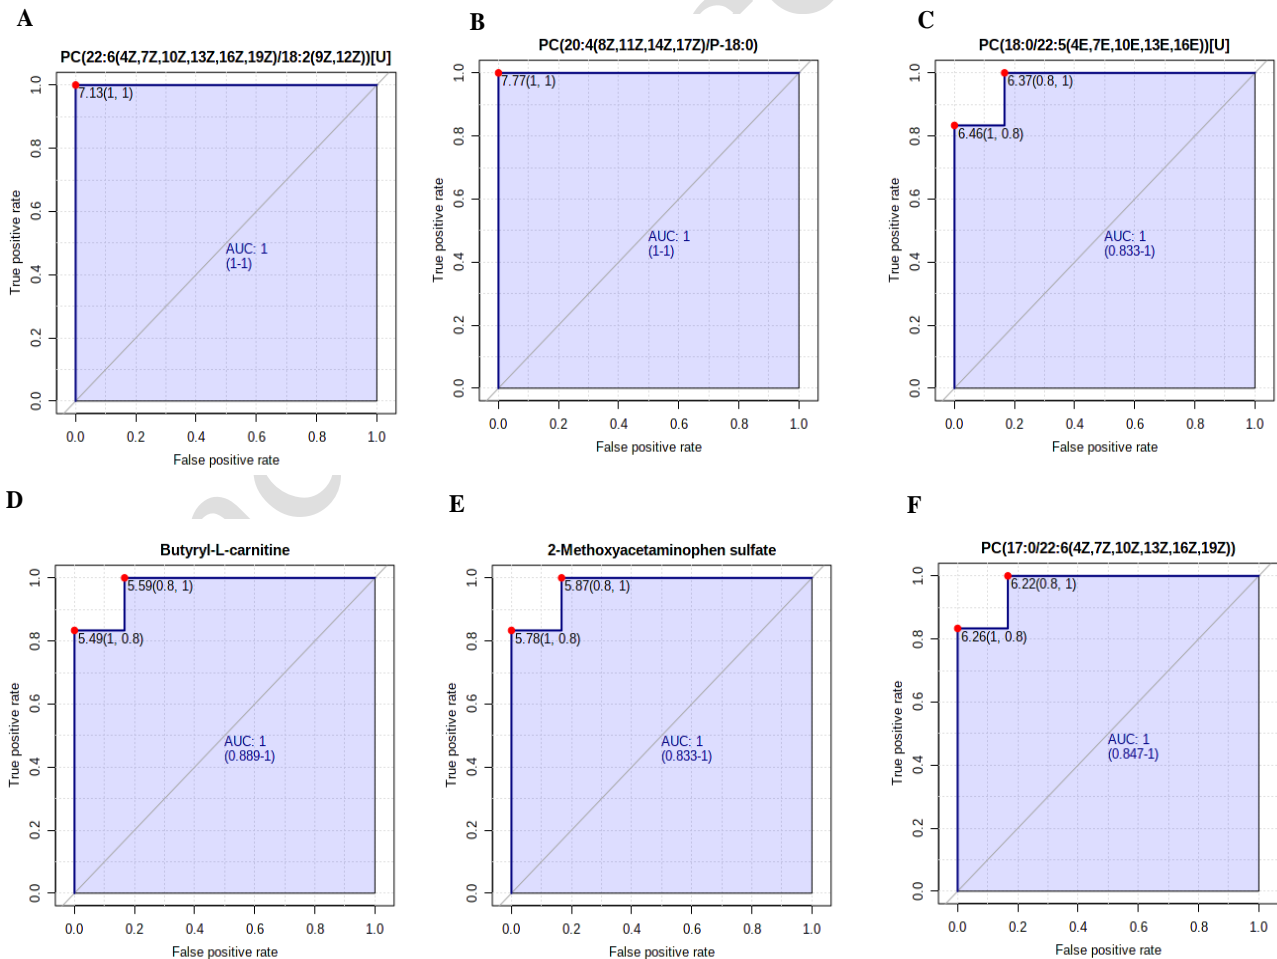 A
PC(22:6(4Z,7Z,10Z,13Z,16Z,19Z)/18:2(9Z,12Z))[U]
1.0
0.8
0.6
0.4
0.2
0.0
True positive rate
7.13(1, 1)
AUC: 1
(1-1)
0.0 0.2 0.4 0.6 0.8 1.0
False positive rate
B
PC(20:4(8Z,11Z,14Z,17Z)/P-18:0)
1.0
0.8
0.6
0.4
0.2
0.0
True positive rate
7.77(1, 1)
AUC: 1
(1-1)
0.0 0.2 0.4 0.6 0.8 1.0
False positive rate
C
PC(18:0/22:5(4E,7E,10E,13E,16E))[U]
1.0
0.8
0.6
0.4
0.2
0.0
True positive rate
6.37(0.8, 1)
6.46(1, 0.8)
AUC: 1
(0.833-1)
0.0 0.2 0.4 0.6 0.8 1.0
False positive rate
D
Butyryl-L-carnitine
1.0
0.8
0.6
0.4
0.2
0.0
True positive rate
5.59(0.8, 1)
5.49(1, 0.8)
AUC: 1
(0.889-1)
0.0 0.2 0.4 0.6 0.8 1.0
False positive rate
E
2-Methoxyacetaminophen sulfate
1.0
0.8
0.6
0.4
0.2
0.0
True positive rate
5.87(0.8, 1)
5.78(1, 0.8)
AUC: 1
(0.833-1)
0.0 0.2 0.4 0.6 0.8 1.0
False positive rate
F
PC(17:0/22:6(4Z,7Z,10Z,13Z,16Z,19Z))
1.0
0.8
0.6
0.4
0.2
0.0
True positive rate
6.22(0.8, 1)
6.26(1, 0.8)
AUC: 1
(0.847-1)
0.0 0.2 0.4 0.6 0.8 1.0
False positive rate